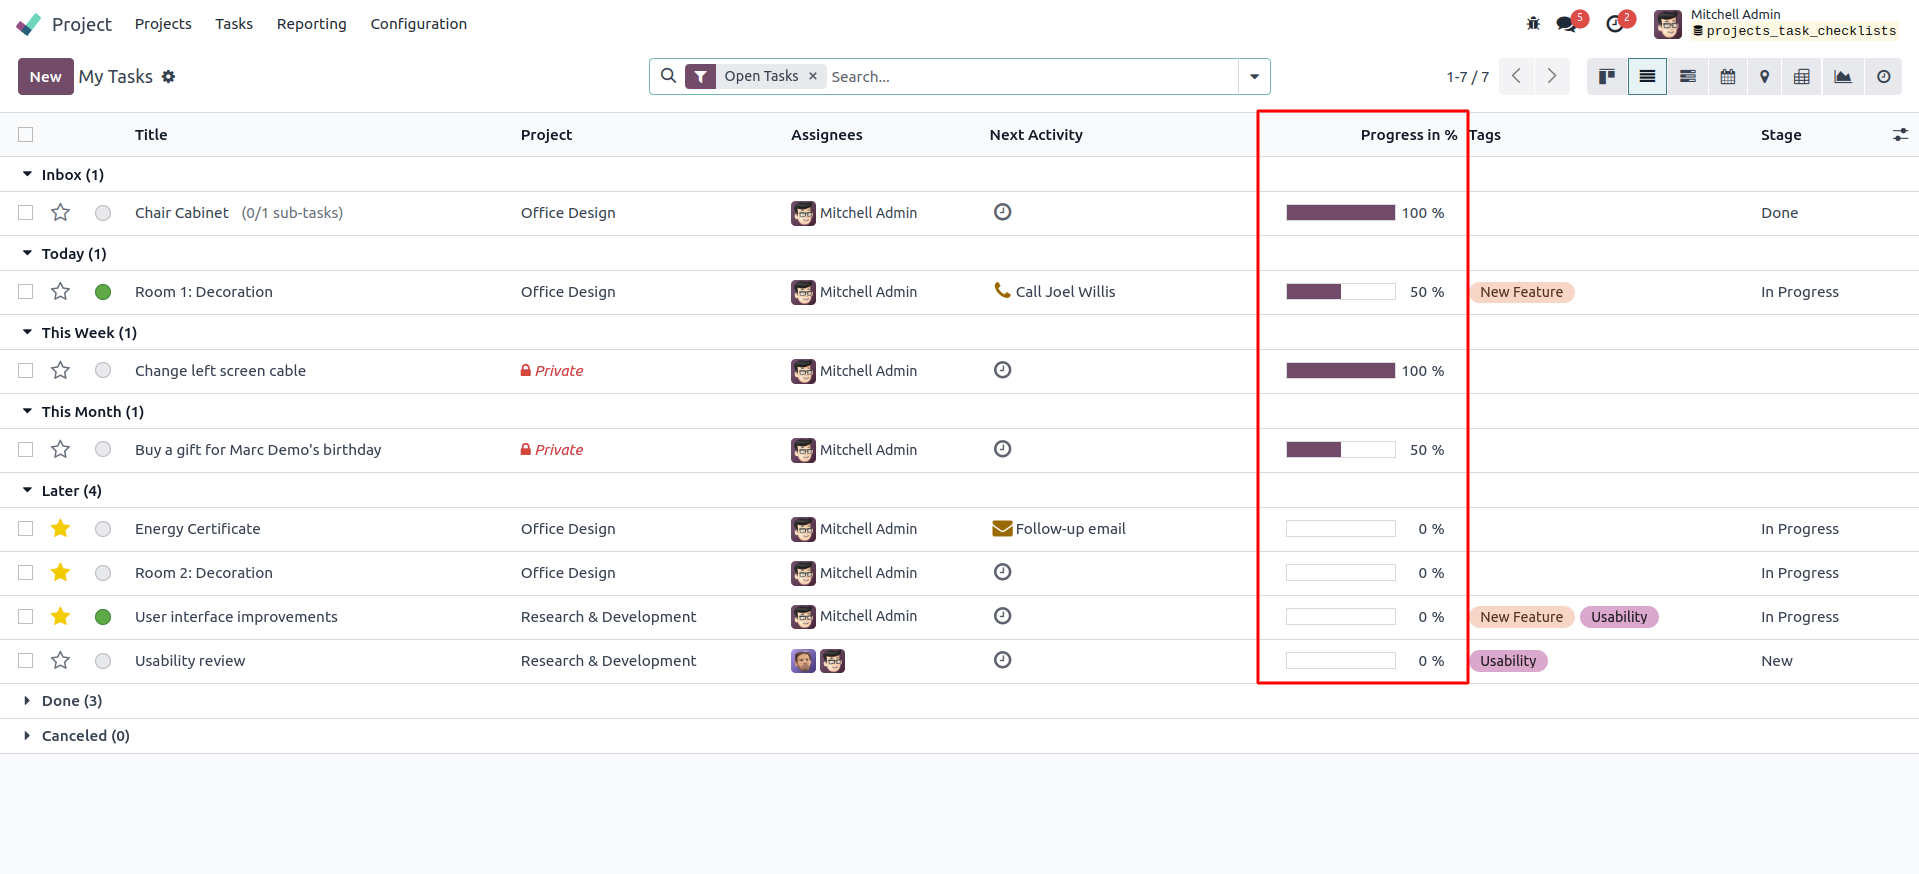 Project Projects Tasks Reporting Configuration 5 2 Mitchell Admin
projects_task_checklists
New My Tasks Open Tasks × Search... 1-7 / 7
Title Project Assignees Next Activity Progress in % Tags Stage
Inbox (1)
Chair Cabinet (0/1 sub-tasks) Office Design Mitchell Admin 100 % Done
Today (1)
Room 1: Decoration Office Design Mitchell Admin Call Joel Willis 50 % New Feature In Progress
This Week (1)
Change left screen cable Private Mitchell Admin 100 %
This Month (1)
Buy a gift for Marc Demo's birthday Private Mitchell Admin 50 %
Later (4)
Energy Certificate Office Design Mitchell Admin Follow-up email 0 % In Progress
Room 2: Decoration Office Design Mitchell Admin 0 % In Progress
User interface improvements Research & Development Mitchell Admin 0 % New Feature Usability In Progress
Usability review Research & Development 0 % Usability New
Done (3)
Canceled (0)